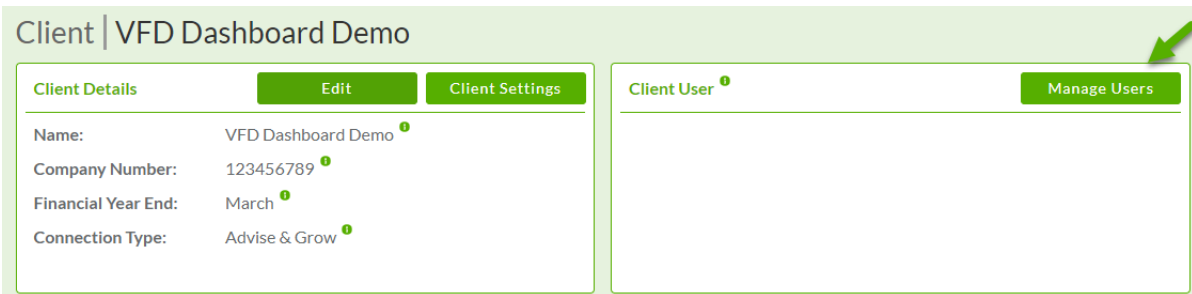 Client | VFD Dashboard Demo
Client Details
Edit
Client Settings
Name: VFD Dashboard Demo
Company Number: 123456789
Financial Year End: March
Connection Type: Advise & Grow
Client User
Manage Users